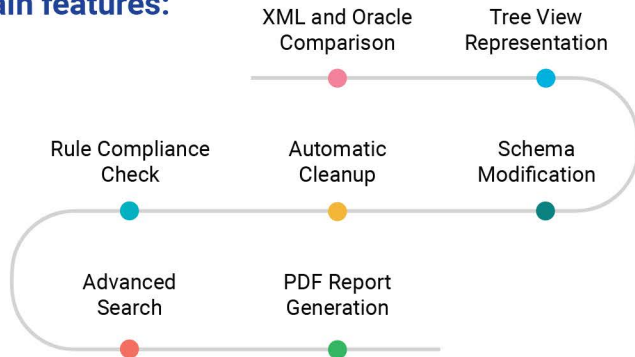 ain features:
XML and Oracle
Comparison
Tree View
Representation
Rule Compliance
Check
Automatic
Cleanup
Schema
Modification
Advanced
Search
PDF Report
Generation